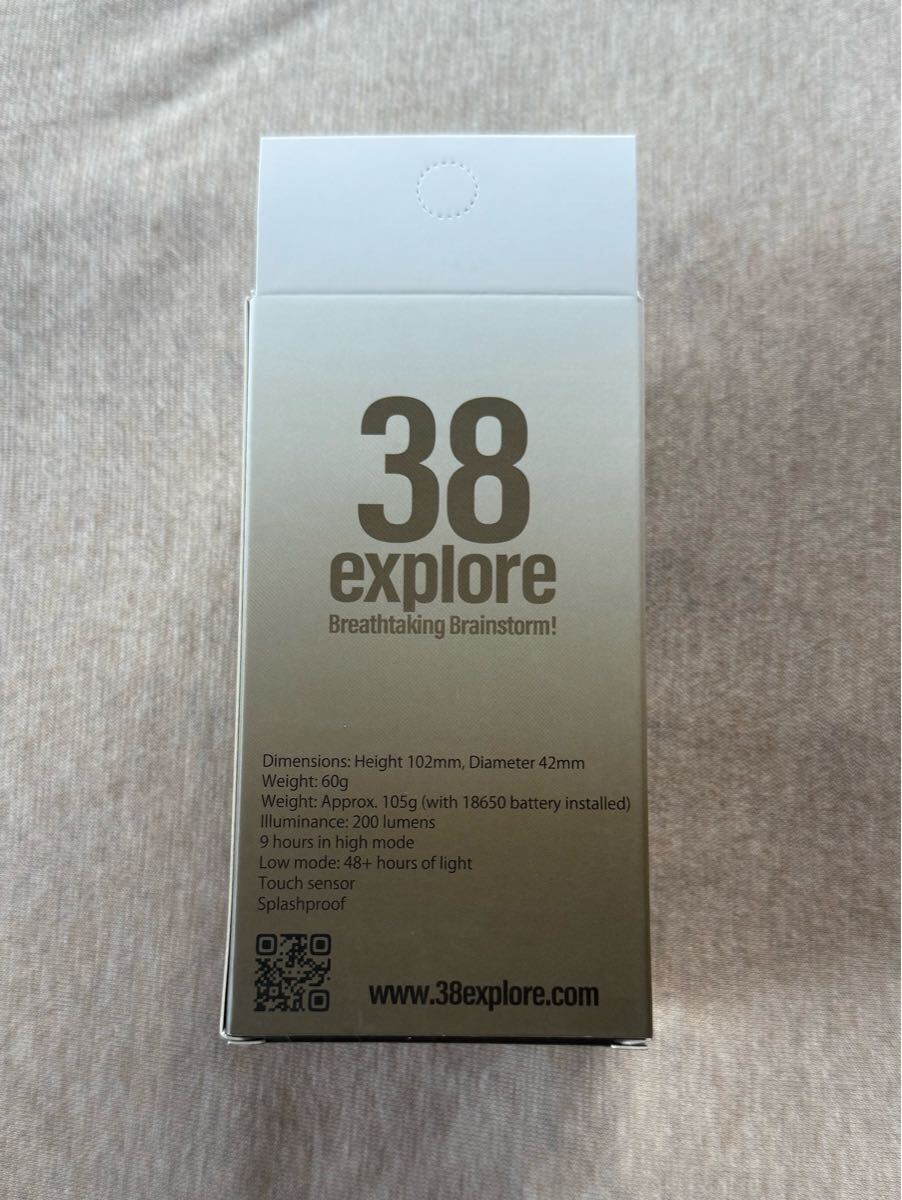 38
explore
Breathtaking Brainstorm!
Dimensions: Height 102mm, Diameter 42mm
Weight: 60g
Weight: Approx. 105g (with 18650 battery installed)
Illuminance: 200 lumens
9 hours in high mode
Low mode: 48+ hours of light
Touch sensor
Splashproof
www.38explore.com